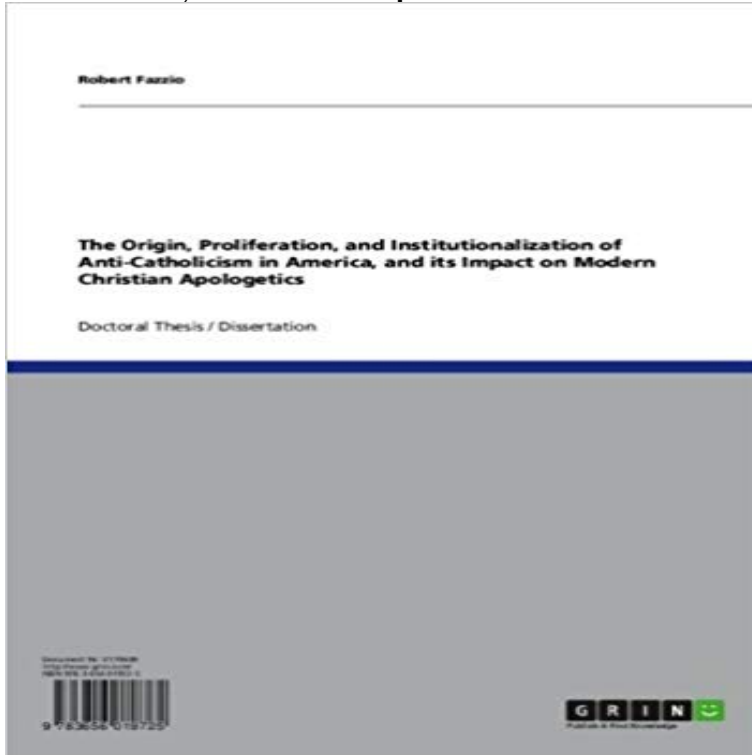 Robert Fazzio
The Origin, Proliferation, and Institutionalization of
Anti-Catholicism in America, and its Impact on Modern
Christian Apologetics
Doctoral Thesis / Dissertation
G R I N